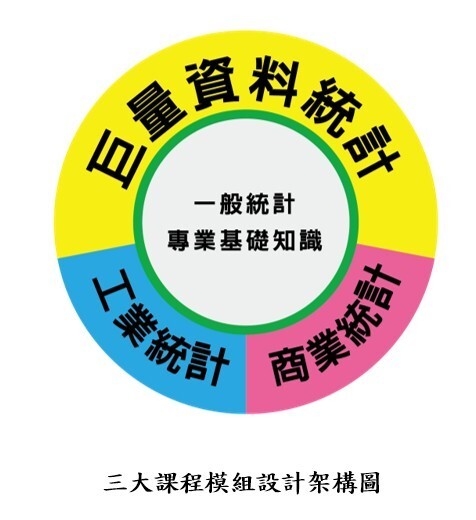 巨量資料統計
一般統計
專業基礎知識
工業統計
商業統計
三大課程模組設計架構圖